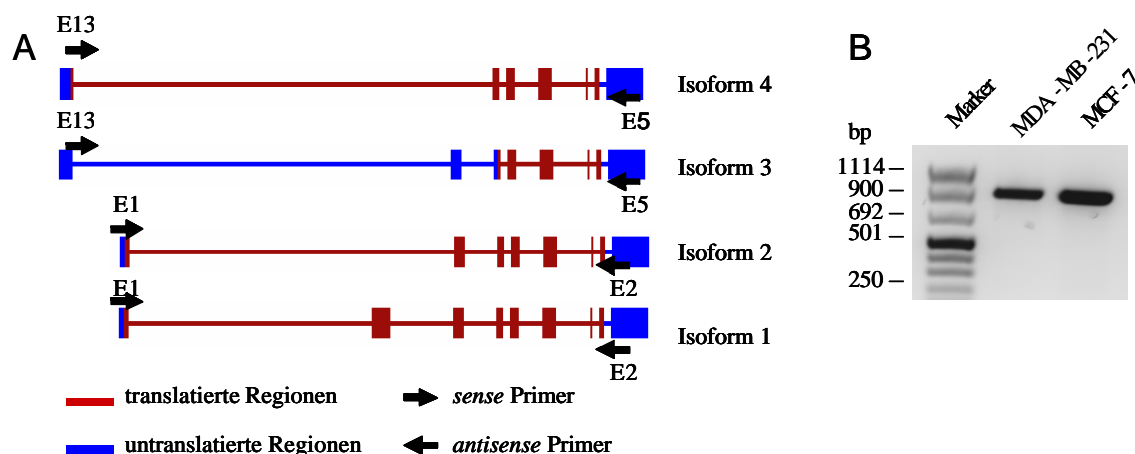 A
E13
Isoform 4
E5
E13
Isoform 3
E5
E1
Isoform 2
E2
E1
Isoform 1
E2
translatierte Regionen
sense Primer
untranslatierte Regionen
antisense Primer
B
bp
Marker
MDA - MB - 231
MCF - 7
1114
900
692
501
250